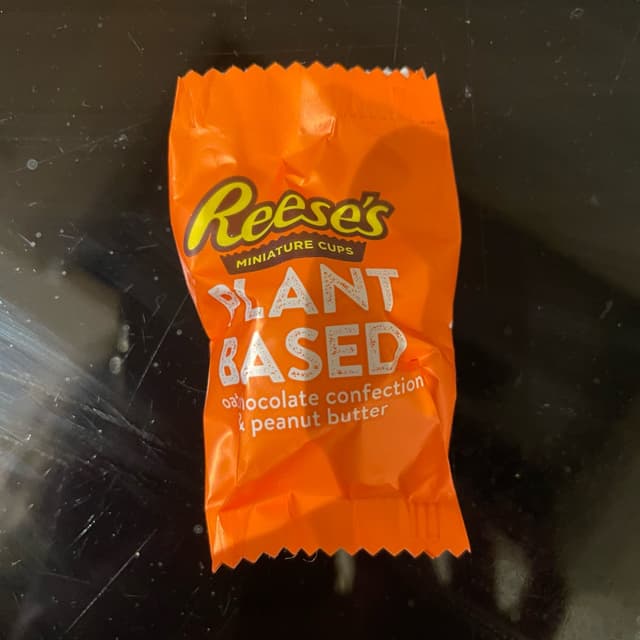 Reese's
MINIATURE CUPS
PLANT
BASED
oat chocolate confection
& peanut butter